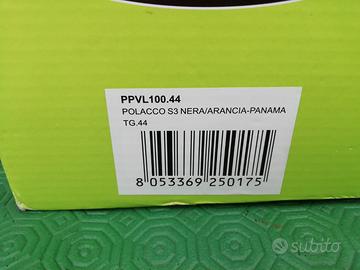 PPVL100.44
POLACCO S3 NERA/ARANCIA-PANAMA
TG.44
8 053369 250175
subito